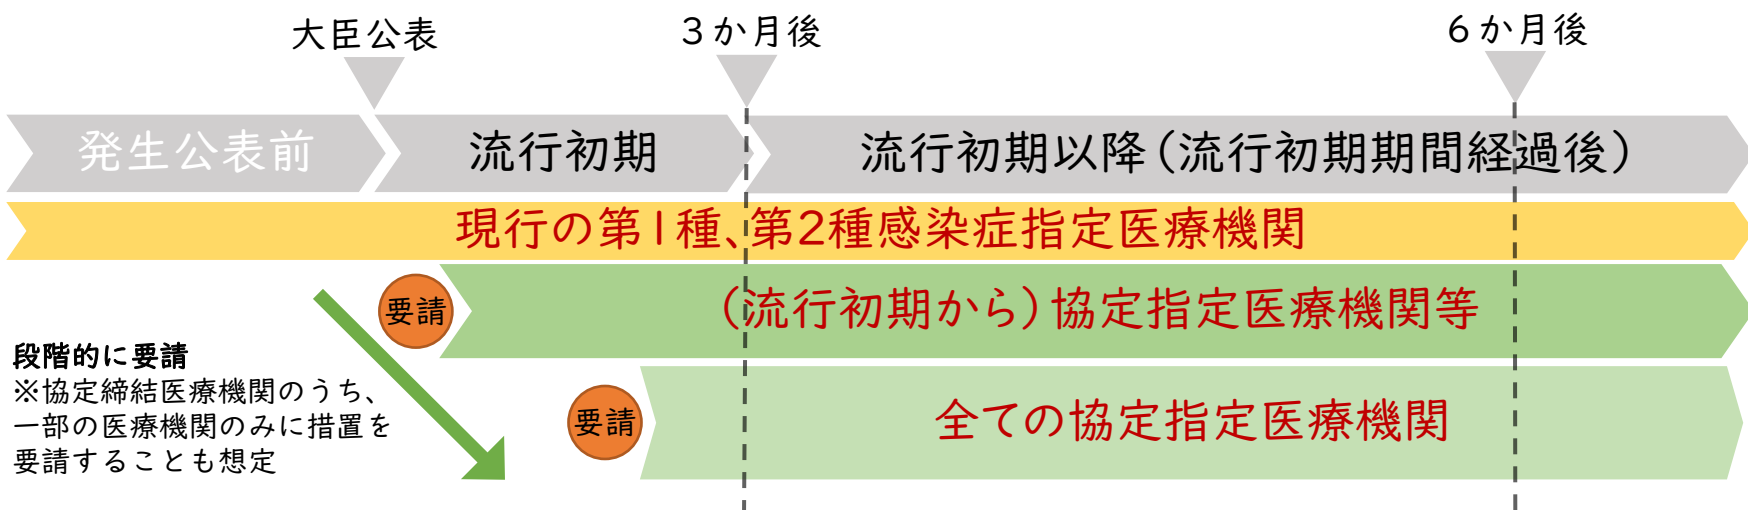 大臣公表
3か月後
6か月後
発生公表前
流行初期
流行初期以降(流行初期期間経過後)
現行の第1種、第2種感染症指定医療機関
要請
(流行初期から)協定指定医療機関等
段階的に要請
※協定締結医療機関のうち、
一部の医療機関のみに措置を
要請することも想定
要請
全ての協定指定医療機関